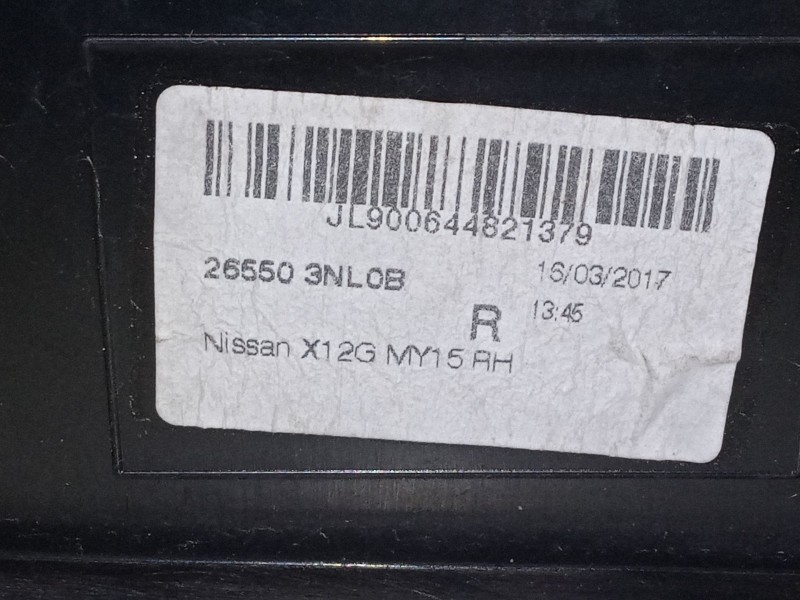 JL900644821379
26550 3NL0B 16/03/2017
R 13:45
Nissan X12G MY15 RH